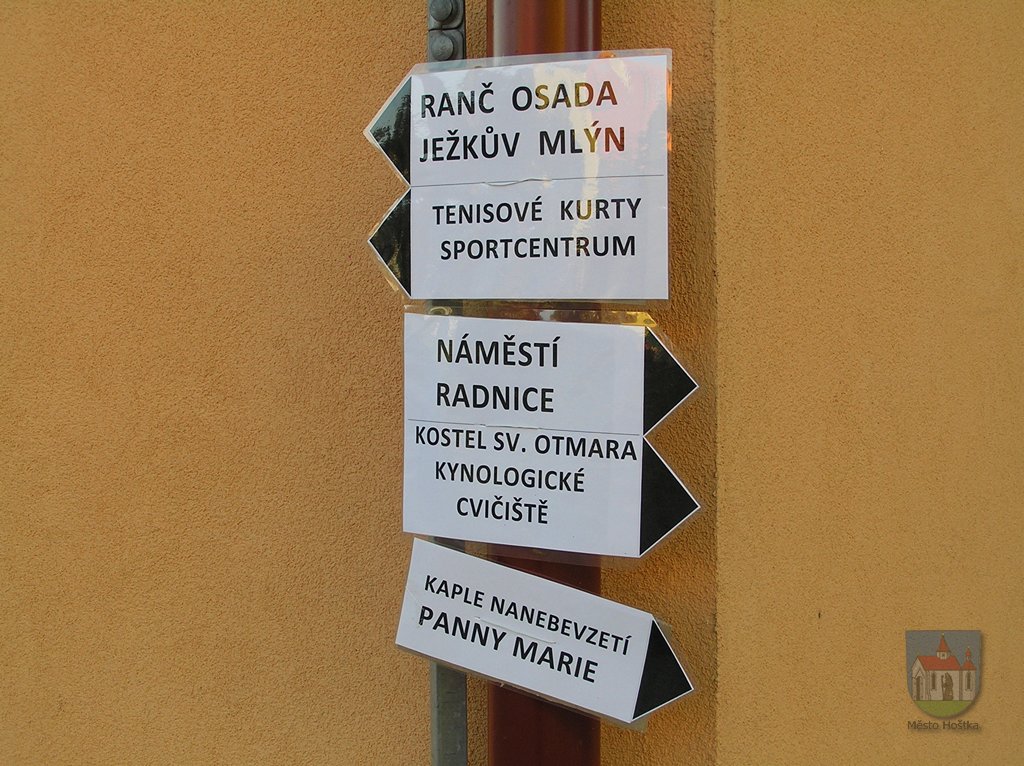 RANČ OSADA
JEŽKŮV MLÝN
TENISOVÉ KURTY
SPORTCENTRUM
NÁMĚSTÍ
RADNICE
KOSTEL SV. OTMARA
KYNOLOGICKÉ
CVIČIŠTĚ
KAPLE NANEBEVZETÍ
PANNY MARIE
Město Hoštka